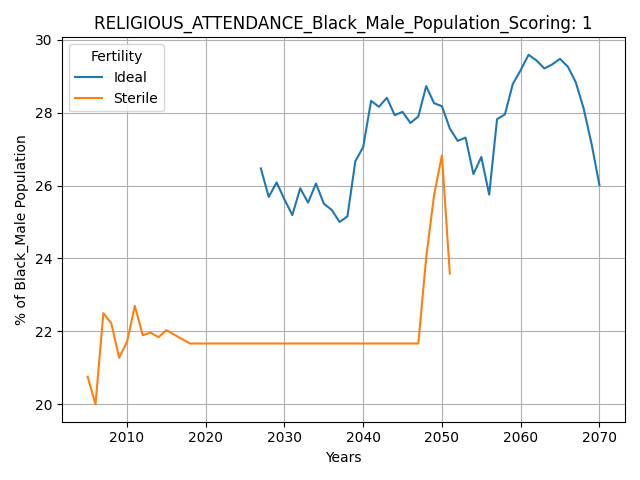 RELIGIOUS_ATTENDANCE_Black_Male_Population_Scoring: 1
Fertility
Ideal
Sterile
% of Black_Male Population
30
28
26
24
22
20
2010 2020 2030 2040 2050 2060 2070
Years